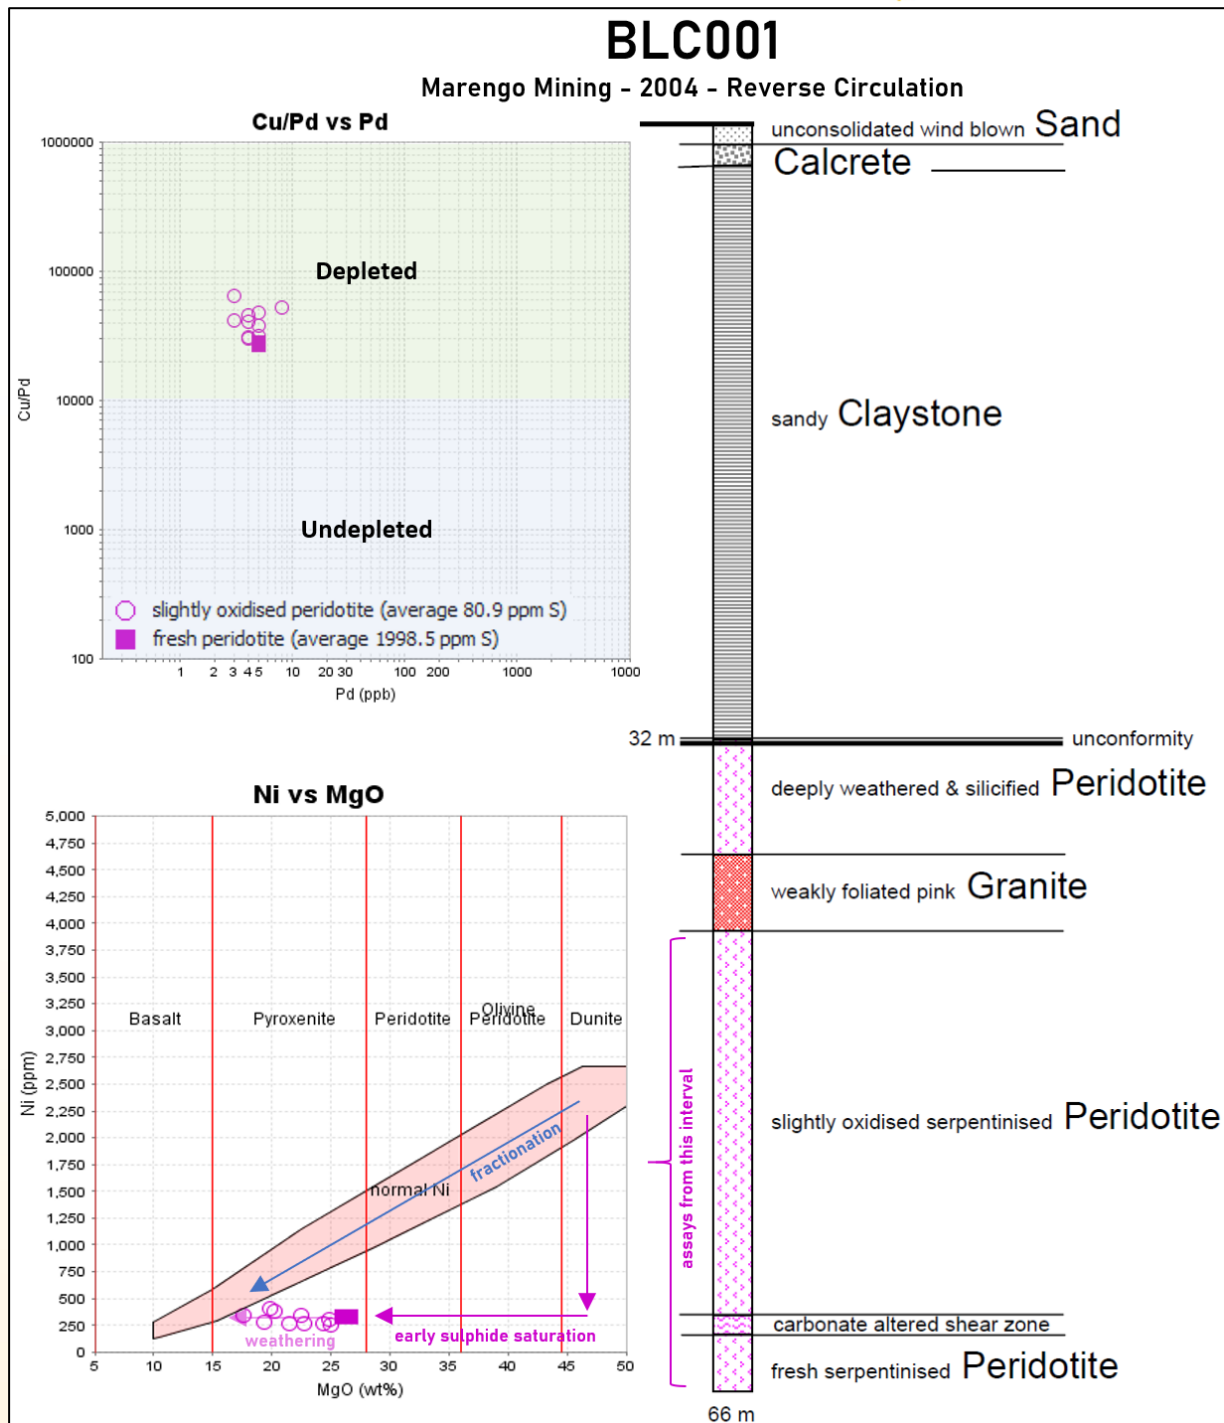 BLC001
Marengo Mining - 2004 - Reverse Circulation
Cu/Pd vs Pd
1000000
100000
10000
1000
100
Cu/Pd
Depleted
Undepleted
slightly oxidised peridotite (average 80.9 ppm S)
fresh peridotite (average 1998.5 ppm S)
1 2 3 4 5 10 20 30 100 200 1000 1000
Pd (ppb)
Ni vs MgO
5,000
4,750
4,500
4,250
4,000
3,750
3,500
3,250
3,000
2,750
2,500
2,250
2,000
1,750
1,500
1,250
1,000
750
500
250
0
Ni (ppm)
Basalt
Pyroxenite
Peridotite
Olivine
Peridotite
Dunite
fractionation
normal Ni
weathering
early sulphide saturation
5 10 15 20 25 30 35 40 45 50
MgO (wt%)
unconsolidated wind blown Sand
Calcrete
sandy Claystone
32 m
unconformity
deeply weathered & silicified Peridotite
weakly foliated pink Granite
assays from this interval
slightly oxidised serpentinised Peridotite
carbonate altered shear zone
fresh serpentinised Peridotite
66 m